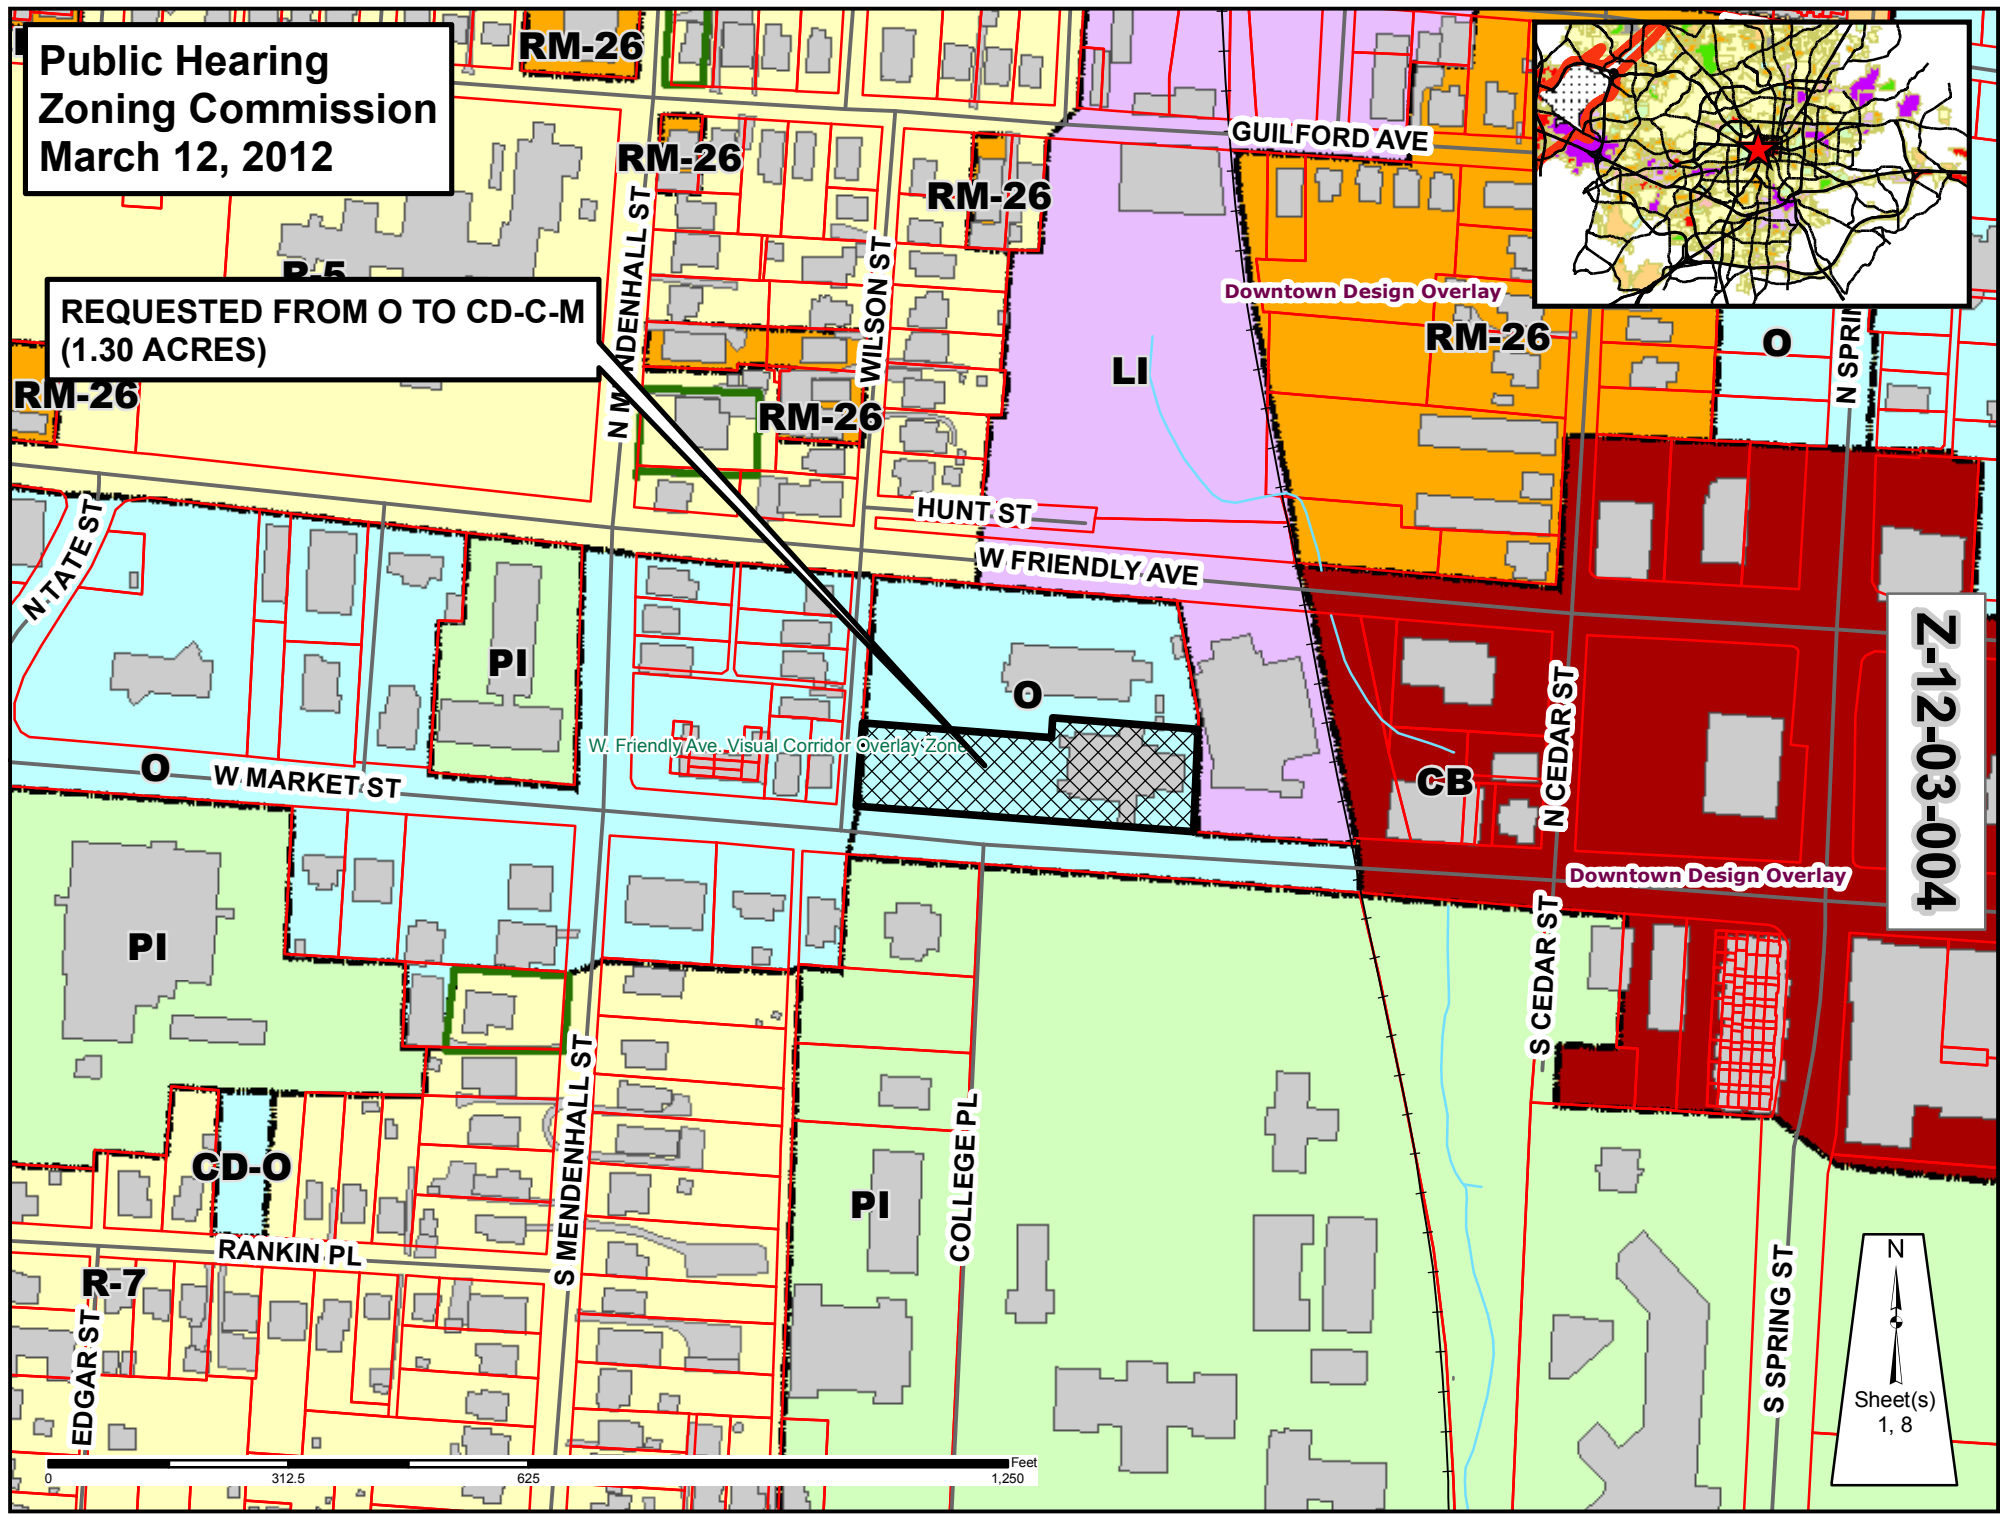 Public Hearing
Zoning Commission
March 12, 2012
RM-26
GUILFORD AVE
RM-26
RM-26
N MENDENHALL ST
WILSON ST
R-5
REQUESTED FROM O TO CD-C-M
(1.30 ACRES)
Downtown Design Overlay
RM-26
O
LI
RM-26
RM-26
HUNT ST
N TATE ST
W FRIENDLY AVE
PI
O
W. Friendly Ave. Visual Corridor Overlay Zone
O
W MARKET ST
CB
N CEDAR ST
Z-12-03-004
Downtown Design Overlay
PI
S CEDAR ST
S MENDENHALL ST
COLLEGE PL
CD-O
PI
RANKIN PL
R-7
EDGAR ST
S SPRING ST
N
Sheet(s)
1, 8
Feet
0
312.5
625
1,250